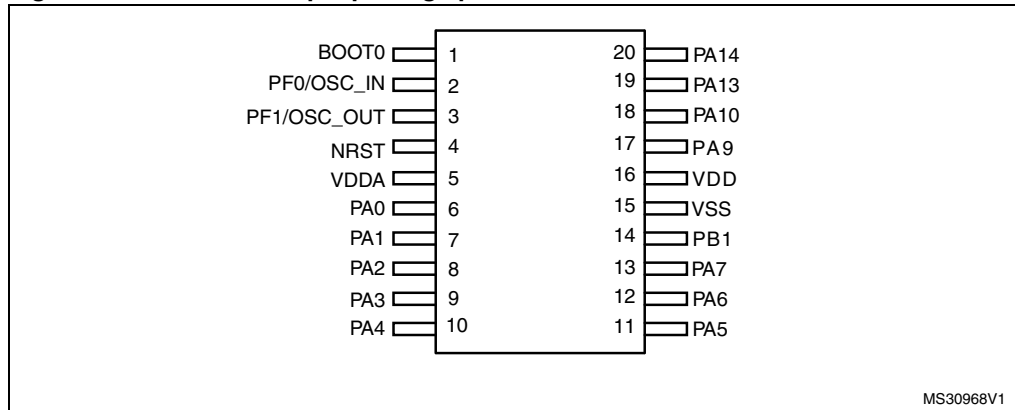 BOOT0 1 20 PA14
PF0/OSC_IN 2 19 PA13
PF1/OSC_OUT 3 18 PA10
NRST 4 17 PA9
VDDA 5 16 VDD
PA0 6 15 VSS
PA1 7 14 PB1
PA2 8 13 PA7
PA3 9 12 PA6
PA4 10 11 PA5
MS30968V1